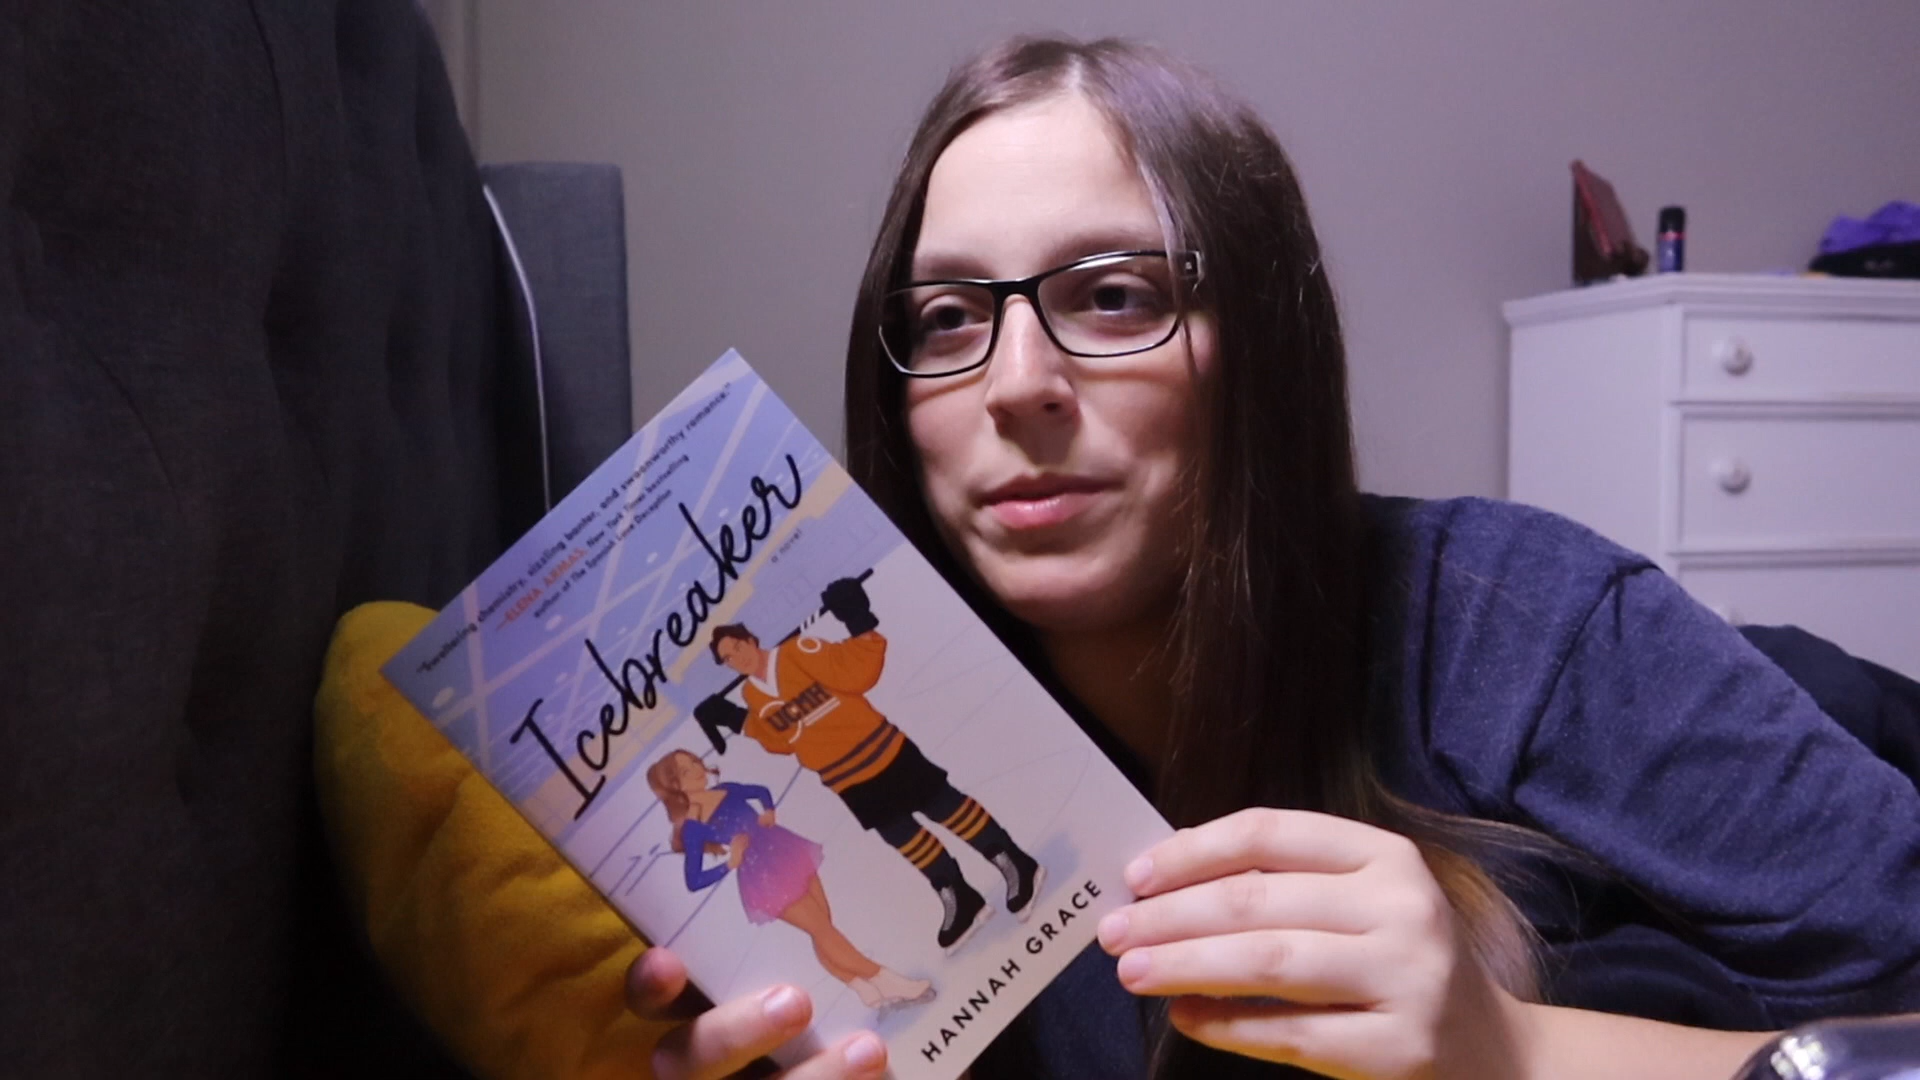 "Swoltering chemistry, sizzling banter, and swoonworthy romance."
—ELENA ARMAS, New York Times bestselling
author of The Spanish Love Deception
Icebreaker
a novel
UCMH
HANNAH GRACE